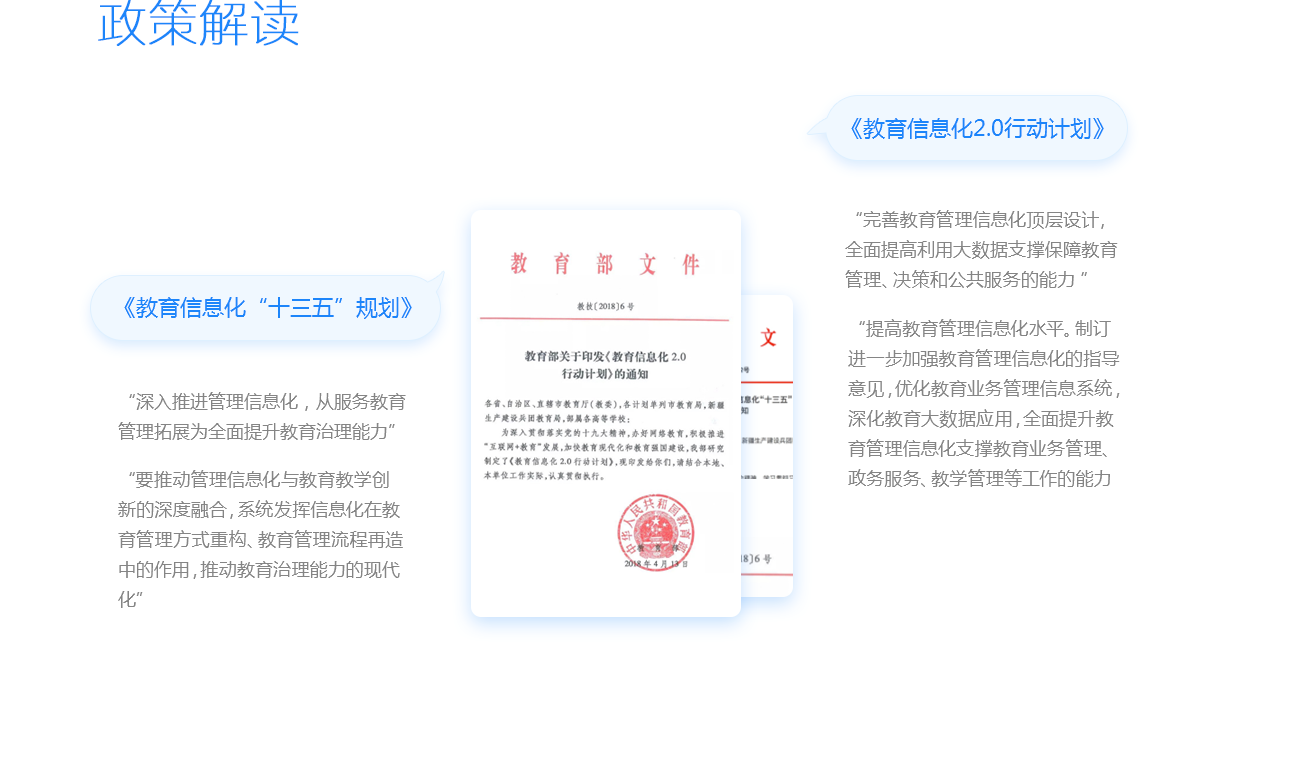 政策解读
《教育信息化“十三五”规划》
“深入推进管理信息化，从服务教育
管理拓展为全面提升教育治理能力”
“要推动管理信息化与教育教学创
新的深度融合,系统发挥信息化在教
育管理方式重构、教育管理流程再造
中的作用,推动教育治理能力的现代
化”
教育部文件
教技〔2018〕6号
教育部关于印发《教育信息化2.0
行动计划》的通知
各省、自治区、直辖市教育厅(教委),各计划单列市教育局,新疆
生产建设兵团教育局,部属各高等学校:
为深入贯彻落实党的十九大精神,办好网络教育,积极推进
“互联网+教育”发展,加快教育现代化和教育强国建设,我部研究
制定了《教育信息化2.0行动计划》,现印发给你们,请结合本地、
本单位工作实际,认真贯彻执行。
中华人民共和国教育部
教育部
2018年4月13日
文
号
息化“十三五”
知
新疆生产建设兵团
18〕6号
《教育信息化2.0行动计划》
“完善教育管理信息化顶层设计,
全面提高利用大数据支撑保障教育
管理、决策和公共服务的能力 ”
“提高教育管理信息化水平。制订
进一步加强教育管理信息化的指导
意见,优化教育业务管理信息系统,
深化教育大数据应用,全面提升教
育管理信息化支撑教育业务管理、
政务服务、教学管理等工作的能力